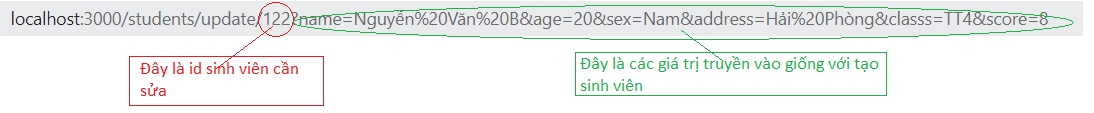 localhost:3000/students/update/122?name=Nguyễn%20Văn%20B&age=20&sex=Nam&address=Hải%20Phòng&classs=TT4&score=8
Đây là id sinh viên cần
sửa
Đây là các giá trị truyền vào giống với tạo
sinh viên